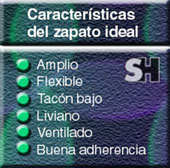 Características
del zapato ideal
SH
Amplio
Flexible
Tacón bajo
Liviano
Ventilado
Buena adherencia